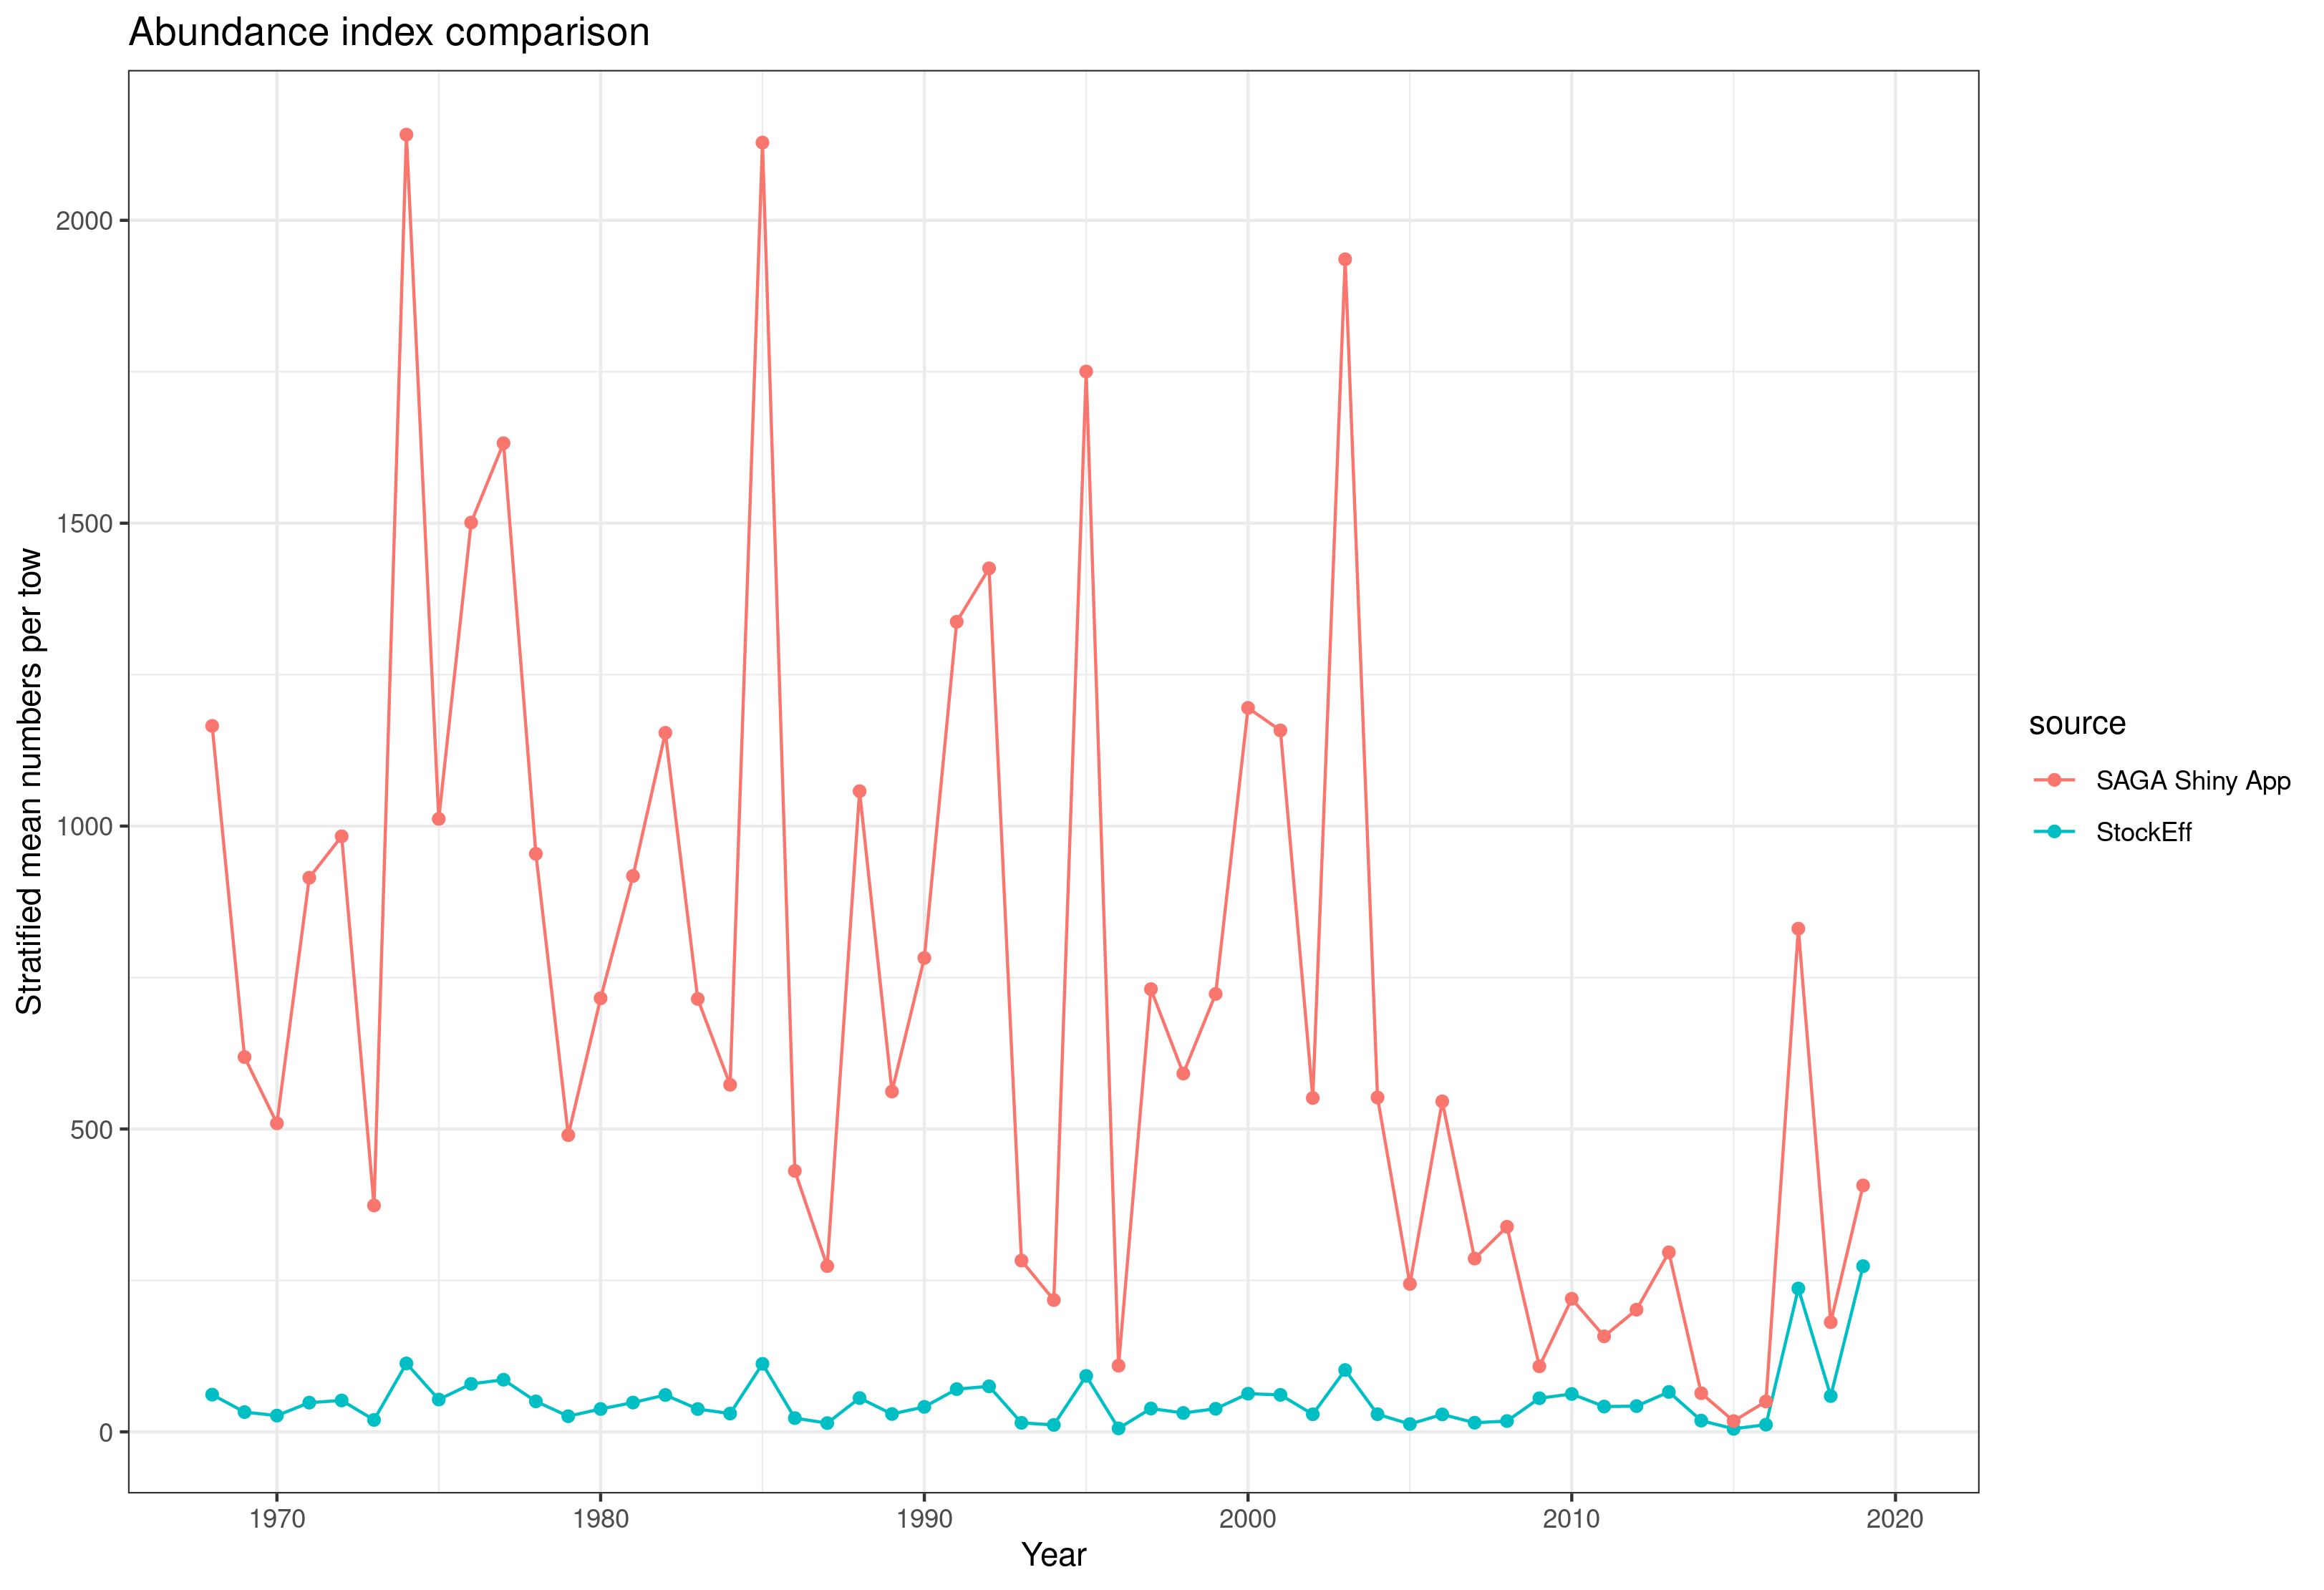 Abundance index comparison
Stratified mean numbers per tow
2000
1500
1000
500
0
1970 1980 1990 2000 2010 2020
Year
source
SAGA Shiny App
StockEff